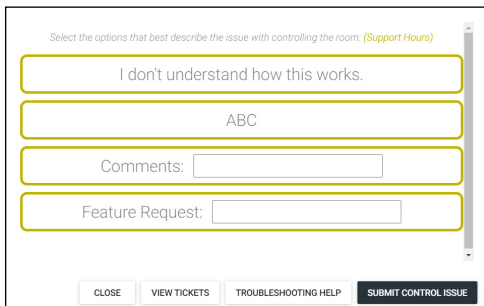 Select the options that best describe the issue with controlling the room: (Support Hours)
I don't understand how this works.
ABC
Comments:
Feature Request:
CLOSE VIEW TICKETS TROUBLESHOOTING HELP SUBMIT CONTROL ISSUE